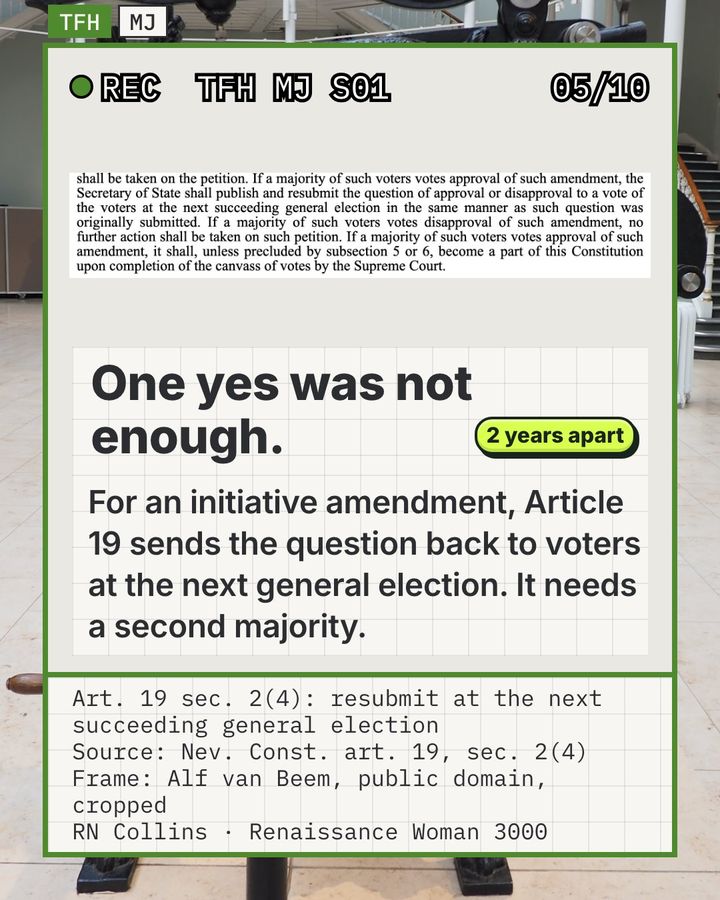 TFH MJ
REC TFH MJ S01 05/10
shall be taken on the petition. If a majority of such voters votes approval of such amendment, the
Secretary of State shall publish and resubmit the question of approval or disapproval to a vote of
the voters at the next succeeding general election in the same manner as such question was
originally submitted. If a majority of such voters votes disapproval of such amendment, no
further action shall be taken on such petition. If a majority of such voters votes approval of such
amendment, it shall, unless precluded by subsection 5 or 6, become a part of this Constitution
upon completion of the canvass of votes by the Supreme Court.
One yes was not
enough.
2 years apart
For an initiative amendment, Article
19 sends the question back to voters
at the next general election. It needs
a second majority.
Art. 19 sec. 2(4): resubmit at the next
succeeding general election
Source: Nev. Const. art. 19, sec. 2(4)
Frame: Alf van Beem, public domain,
cropped
RN Collins · Renaissance Woman 3000